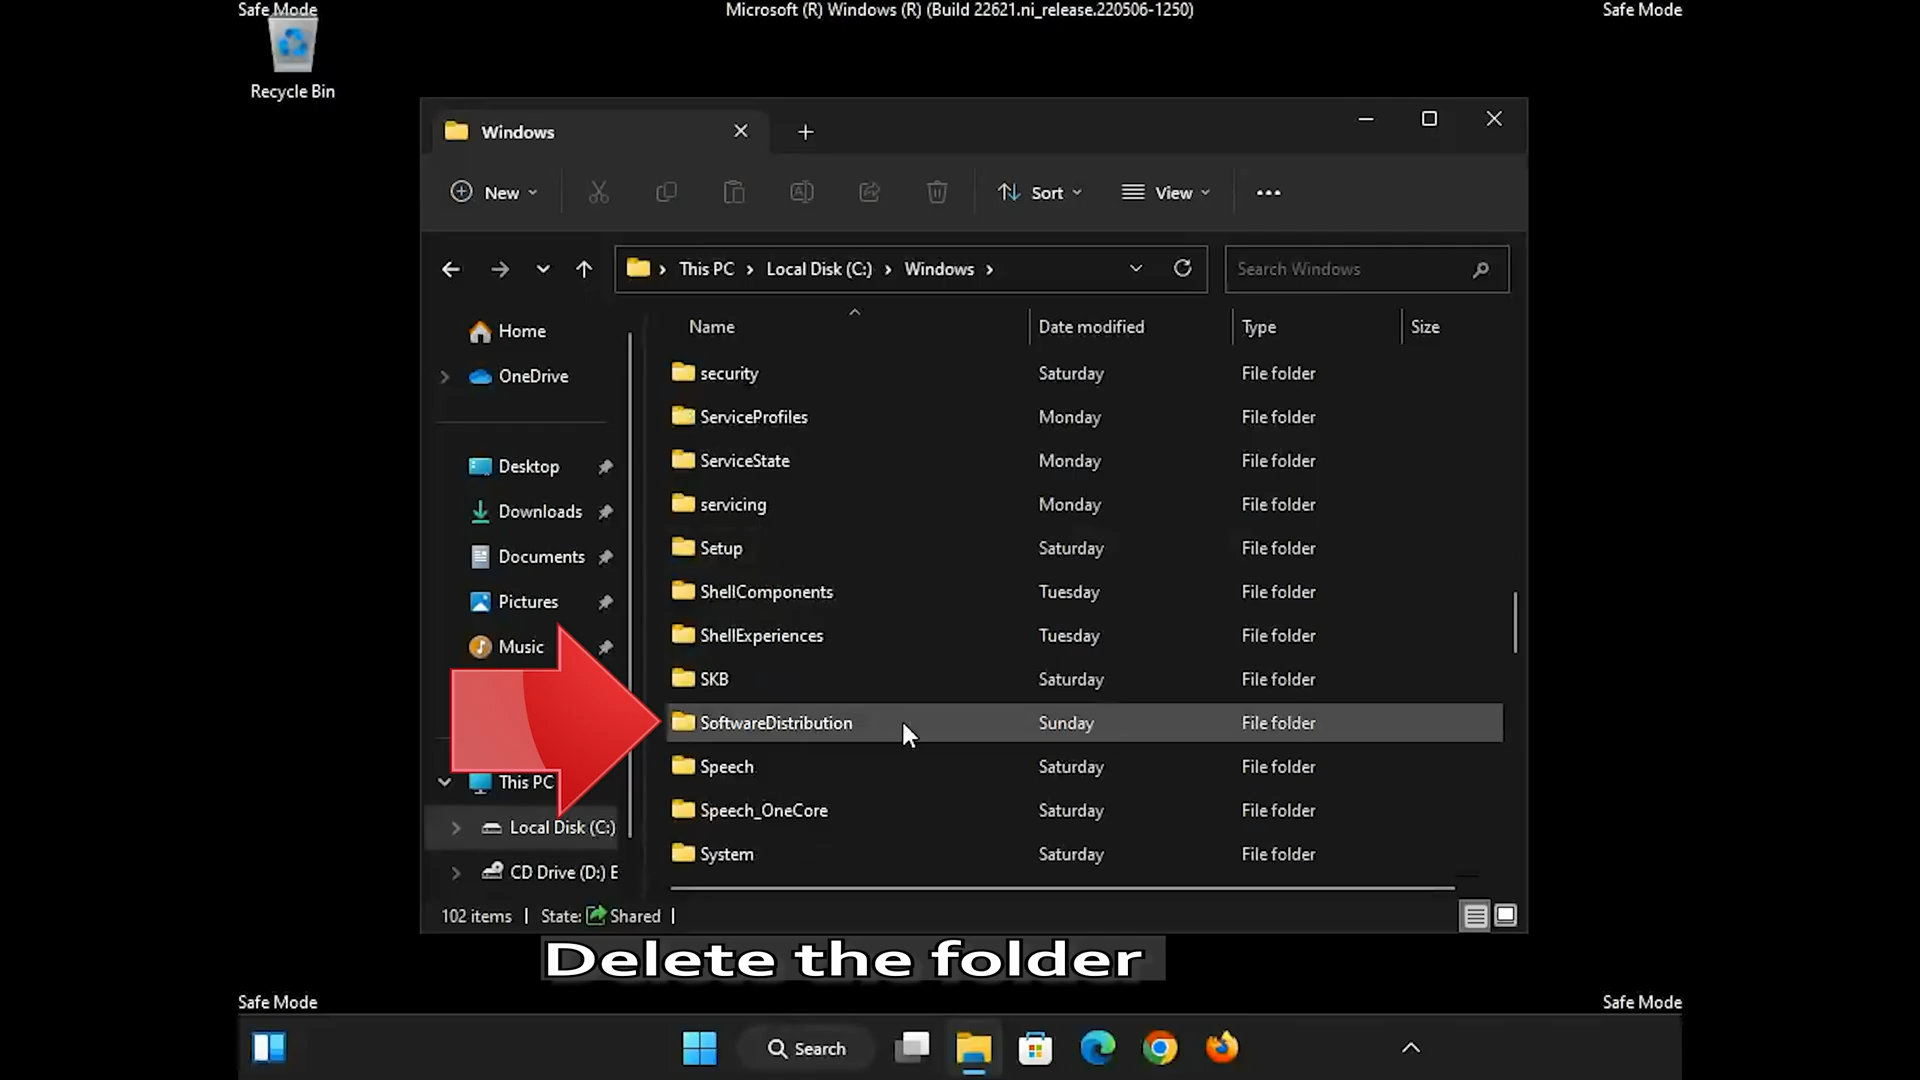 Safe Mode
Microsoft (R) Windows (R) (Build 22621.ni_release.220506-1250)
Safe Mode
Recycle Bin
Windows
New
Sort
View
This PC
Local Disk (C:)
Windows
Search Windows
Name
Date modified
Type
Size
Home
OneDrive
Desktop
Downloads
Documents
Pictures
Music
This PC
Local Disk (C:)
CD Drive (D:) E
security Saturday File folder
ServiceProfiles Monday File folder
ServiceState Monday File folder
servicing Monday File folder
Setup Saturday File folder
ShellComponents Tuesday File folder
ShellExperiences Tuesday File folder
SKB Saturday File folder
SoftwareDistribution Sunday File folder
Speech Saturday File folder
Speech_OneCore Saturday File folder
System Saturday File folder
102 items | State: Shared |
Delete the folder
Safe Mode
Safe Mode
Search